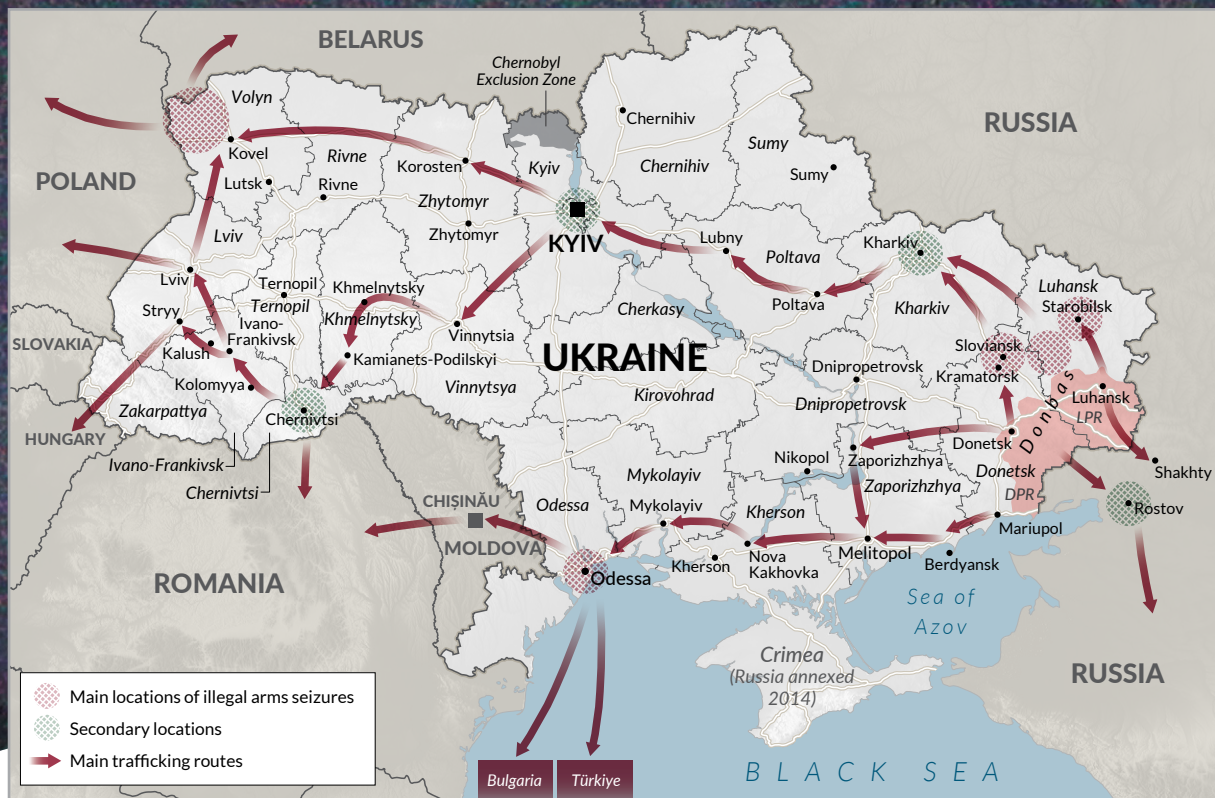 BELARUS
Chernobyl
Exclusion Zone
Volyn
Chernihiv
RUSSIA
Sumy
Kovel
Rivne
Korosten
Kyiv
Chernihiv
POLAND
Lutsk
Rivne
Sumy
Zhytomyr
Lviv
Zhytomyr
KYIV
Lubny
Kharkiv
Poltava
Lviv
Ternopil
Khmelnytsky
Luhansk
Ternopil
Poltava
Kharkiv
Starobilsk
Stryy
Ivano-
Frankivsk
Khmelnytsky
Cherkasy
SLOVAKIA
Kalush
Vinnytsia
UKRAINE
Sloviansk
Kamianets-Podilskyi
Dnipropetrovsk
Kramatorsk
Kolomyya
Vinnytsya
Kirovohrad
Donbas
Luhansk
Zakarpattya
Chernivtsi
Dnipropetrovsk
LPR
HUNGARY
Donetsk
Ivano-Frankivsk
Nikopol
Zaporizhzhya
Donetsk
Shakhty
Chernivtsi
Mykolayiv
Zaporizhzhya
DPR
CHIȘINĂU
Odessa
Mykolayiv
Kherson
Rostov
Mariupol
MOLDOVA
Kherson
Nova
Kakhovka
Melitopol
Berdyansk
ROMANIA
Odessa
Sea of
Azov
Crimea
(Russia annexed
2014)
RUSSIA
Main locations of illegal arms seizures
Secondary locations
Main trafficking routes
Bulgaria
Türkiye
BLACK SEA